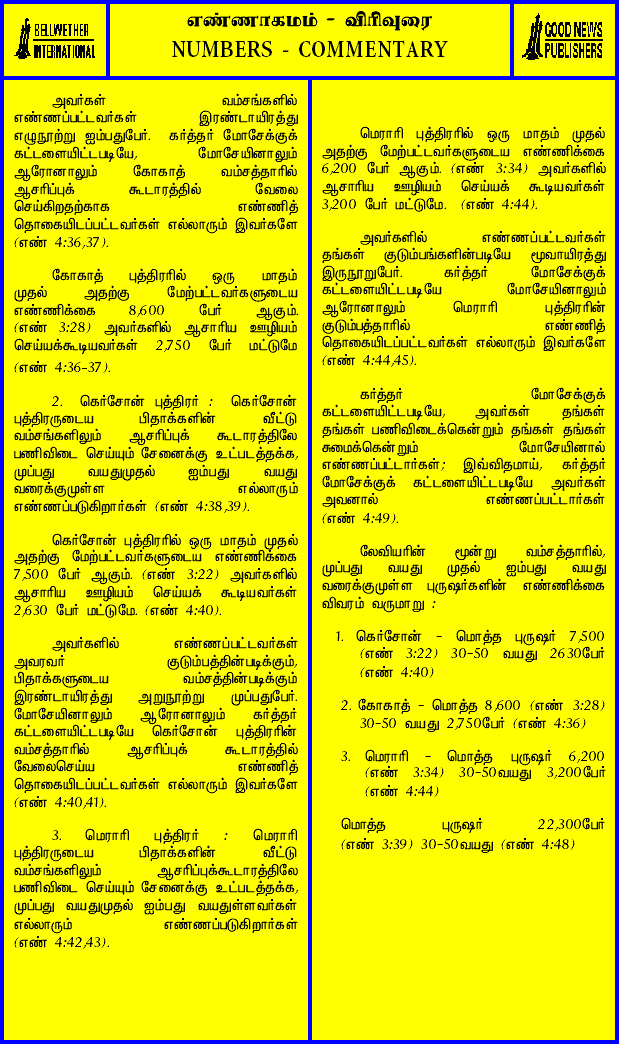 BELLWETHER
INTERNATIONAL
எண்ணாகமம் - விரிவுரை
NUMBERS - COMMENTARY
GOOD NEWS
PUBLISHERS
அவர்கள் வம்சங்களில்
எண்ணப்பட்டவர்கள் இரண்டாயிரத்து
எழுநூற்று ஐம்பதுபேர். கர்த்தர் மோசேக்குக்
கட்டளையிட்டபடியே, மோசேயினாலும்
ஆரோனாலும் கோகாத் வம்சத்தாரில்
ஆசரிப்புக் கூடாரத்தில் வேலை
செய்கிறதற்காக எண்ணித்
தொகையிடப்பட்டவர்கள் எல்லாரும் இவர்களே
(எண் 4:36,37).
கோகாத் புத்திரரில் ஒரு மாதம்
முதல் அதற்கு மேற்பட்டவர்களுடைய
எண்ணிக்கை 8,600 பேர் ஆகும்.
(எண் 3:28) அவர்களில் ஆசாரிய ஊழியம்
செய்யக்கூடியவர்கள் 2,750 பேர் மட்டுமே
(எண் 4:36-37).
2. கெர்சோன் புத்திரர் : கெர்சோன்
புத்திரருடைய பிதாக்களின் வீட்டு
வம்சங்களிலும் ஆசரிப்புக் கூடாரத்திலே
பணிவிடை செய்யும் சேனைக்கு உட்படத்தக்க,
முப்பது வயதுமுதல் ஐம்பது வயது
வரைக்குமுள்ள எல்லாரும்
எண்ணப்படுகிறார்கள் (எண் 4:38,39).
கெர்சோன் புத்திரரில் ஒரு மாதம் முதல்
அதற்கு மேற்பட்டவர்களுடைய எண்ணிக்கை
7,500 பேர் ஆகும். (எண் 3:22) அவர்களில்
ஆசாரிய ஊழியம் செய்யக் கூடியவர்கள்
2,630 பேர் மட்டுமே. (எண் 4:40).
அவர்களில் எண்ணப்பட்டவர்கள்
அவரவர் குடும்பத்தின்படிக்கும்,
பிதாக்களுடைய வம்சத்தின்படிக்கும்
இரண்டாயிரத்து அறுநூற்று முப்பதுபேர்.
மோசேயினாலும் ஆரோனாலும் கர்த்தர்
கட்டளையிட்டபடியே கெர்சோன் புத்திரரின்
வம்சத்தாரில் ஆசரிப்புக் கூடாரத்தில்
வேலைசெய்ய எண்ணித்
தொகையிடப்பட்டவர்கள் எல்லாரும் இவர்களே
(எண் 4:40,41).
3. மெராரி புத்திரர் : மெராரி
புத்திரருடைய பிதாக்களின் வீட்டு
வம்சங்களிலும் ஆசரிப்புக்கூடாரத்திலே
பணிவிடை செய்யும் சேனைக்கு உட்படத்தக்க,
முப்பது வயதுமுதல் ஐம்பது வயதுள்ளவர்கள்
எல்லாரும் எண்ணப்படுகிறார்கள்
(எண் 4:42,43).
மெராரி புத்திரரில் ஒரு மாதம் முதல்
அதற்கு மேற்பட்டவர்களுடைய எண்ணிக்கை
6,200 பேர் ஆகும். (எண் 3:34) அவர்களில்
ஆசாரிய ஊழியம் செய்யக் கூடியவர்கள்
3,200 பேர் மட்டுமே. (எண் 4:44).
அவர்களில் எண்ணப்பட்டவர்கள்
தங்கள் குடும்பங்களின்படியே மூவாயிரத்து
இருநூறுபேர். கர்த்தர் மோசேக்குக்
கட்டளையிட்டபடியே மோசேயினாலும்
ஆரோனாலும் மெராரி புத்திரரின்
குடும்பத்தாரில் எண்ணித்
தொகையிடப்பட்டவர்கள் எல்லாரும் இவர்களே
(எண் 4:44,45).
கர்த்தர் மோசேக்குக்
கட்டளையிட்டபடியே, அவர்கள் தங்கள்
தங்கள் பணிவிடைக்கென்றும் தங்கள் தங்கள்
சுமைக்கென்றும் மோசேயினால்
எண்ணப்பட்டார்கள்; இவ்விதமாய், கர்த்தர்
மோசேக்குக் கட்டளையிட்டபடியே அவர்கள்
அவனால் எண்ணப்பட்டார்கள்
(எண் 4:49).
லேவியரின் மூன்று வம்சத்தாரில்,
முப்பது வயது முதல் ஐம்பது வயது
வரைக்குமுள்ள புருஷர்களின் எண்ணிக்கை
விவரம் வருமாறு :
1. கெர்சோன் - மொத்த புருஷர் 7,500
(எண் 3:22) 30-50 வயது 2630பேர்
(எண் 4:40)
2. கோகாத் - மொத்த 8,600 (எண் 3:28)
30-50 வயது 2,750பேர் (எண் 4:36)
3. மெராரி - மொத்த புருஷர் 6,200
(எண் 3:34) 30-50வயது 3,200பேர்
(எண் 4:44)
மொத்த புருஷர் 22,300பேர்
(எண் 3:39) 30-50வயது (எண் 4:48)